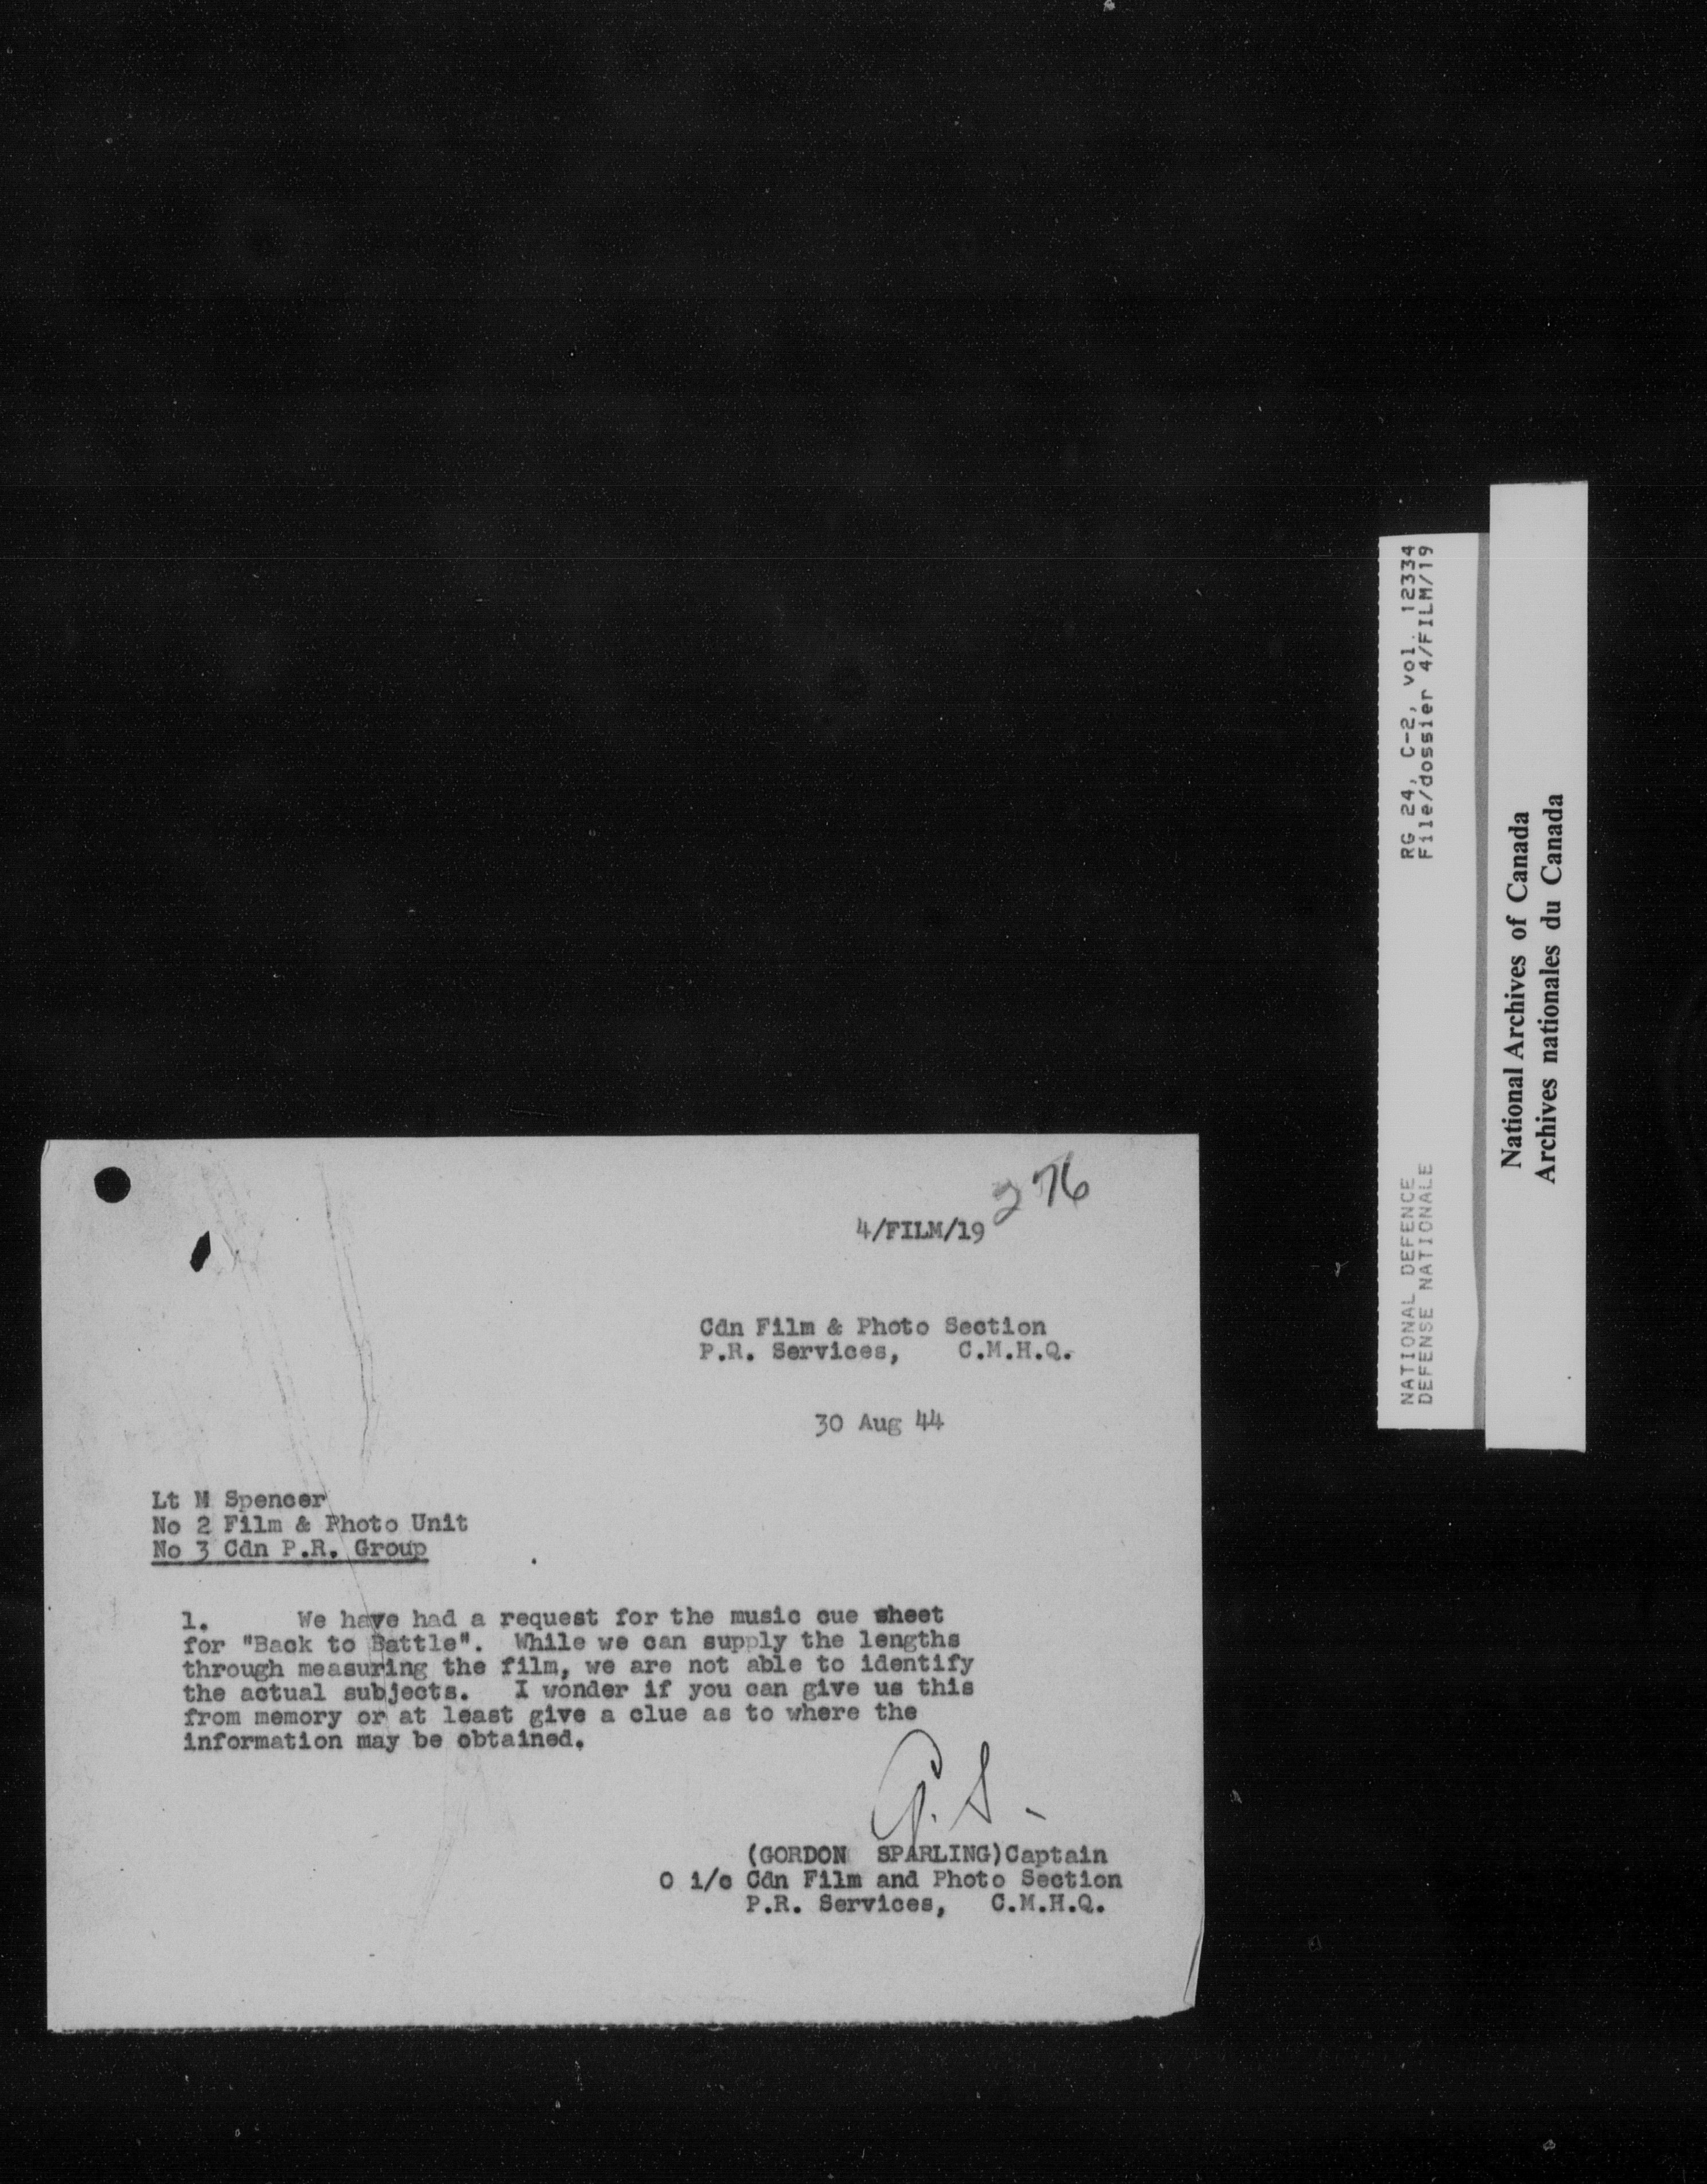 276
4/FILM/19
Cdn Film & Photo Section
P.R. Services, C.M.H.Q.
30 Aug 44
Lt M Spencer
No 2 Film & Photo Unit
No 3 Cdn P.R. Group
1. We have had a request for the music cue sheet
for "Back to Battle". While we can supply the lengths
through measuring the film, we are not able to identify
the actual subjects. I wonder if you can give us this
from memory or at least give a clue as to where the
information may be obtained.
G. S.
(GORDON SPARLING)Captain
O i/c Cdn Film and Photo Section
P.R. Services, C.M.H.Q.
NATIONAL DEFENCE RG 24, C-2, vol. 12334
DEFENSE NATIONALE File/dossier 4/FILM/19
National Archives of Canada
Archives nationales du Canada